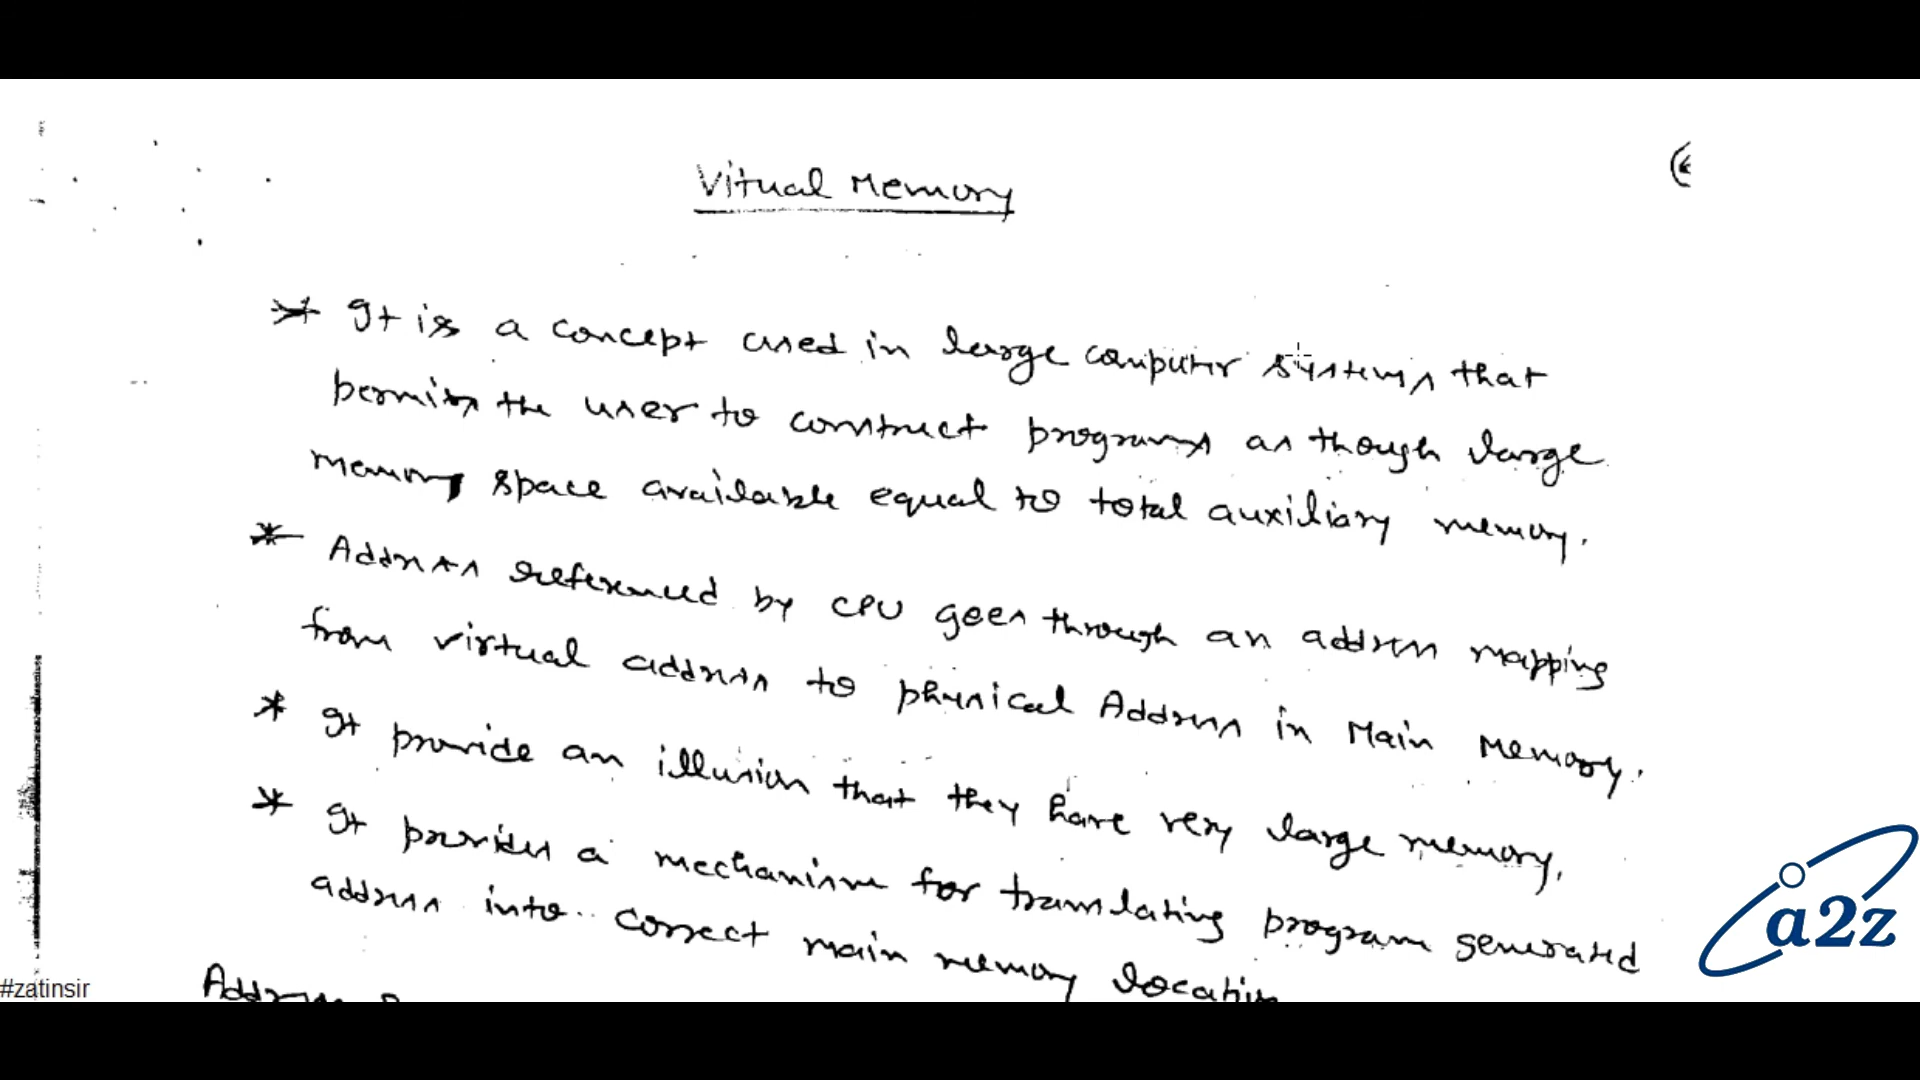 Vitual Memory
* It is a concept used in large computer systems that
permits the user to construct programs as though large
memory space available equal to total auxiliary memory.
* Address referenced by CPU goes through an address mapping
from virtual address to physical Address in Main Memory.
* It provide an illusion that they have very large memory.
* It provides a mechanism for translating program generated
address into correct main memory location
a2z
#zatinsir
Address